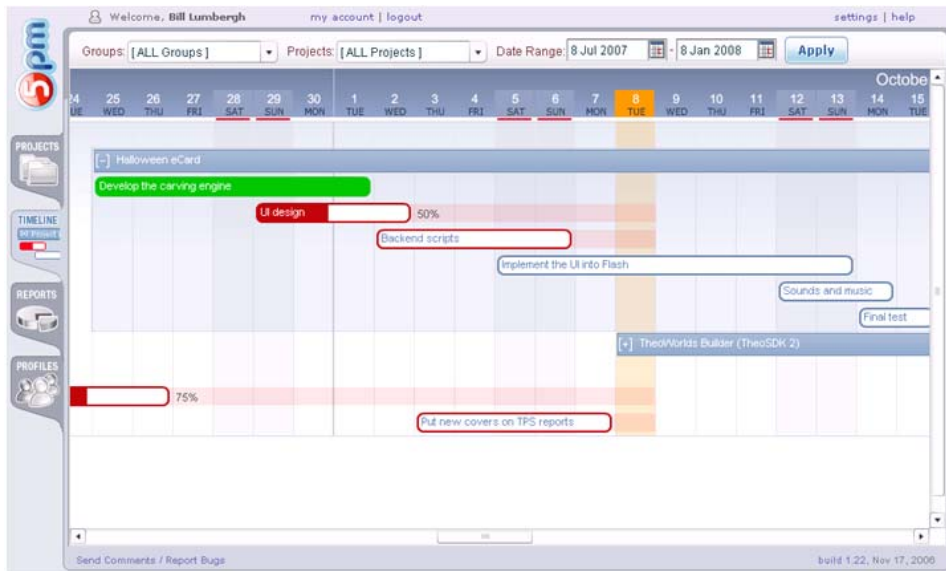 Welcome, Bill Lumbergh my account | logout settings | help
5pm
Groups: [ALL Groups ] Projects: [ALL Projects ] Date Range: 8 Jul 2007 - 8 Jan 2008 Apply
Octobe
24 25 26 27 28 29 30 1 2 3 4 5 6 7 8 9 10 11 12 13 14 15
UE WED THU FRI SAT SUN MON TUE WED THU FRI SAT SUN MON TUE WED THU FRI SAT SUN MON TUE
PROJECTS
[-] Halloween eCard
Develop the carving engine
TIMELINE
UI design 50%
Backend scripts
Implement the UI into Flash
REPORTS
Sounds and music
Final test
[+] TheoWorlds Builder (TheoSDK 2)
PROFILES
75%
Put new covers on TPS reports
Send Comments / Report Bugs build 1.22, Nov 17, 2006